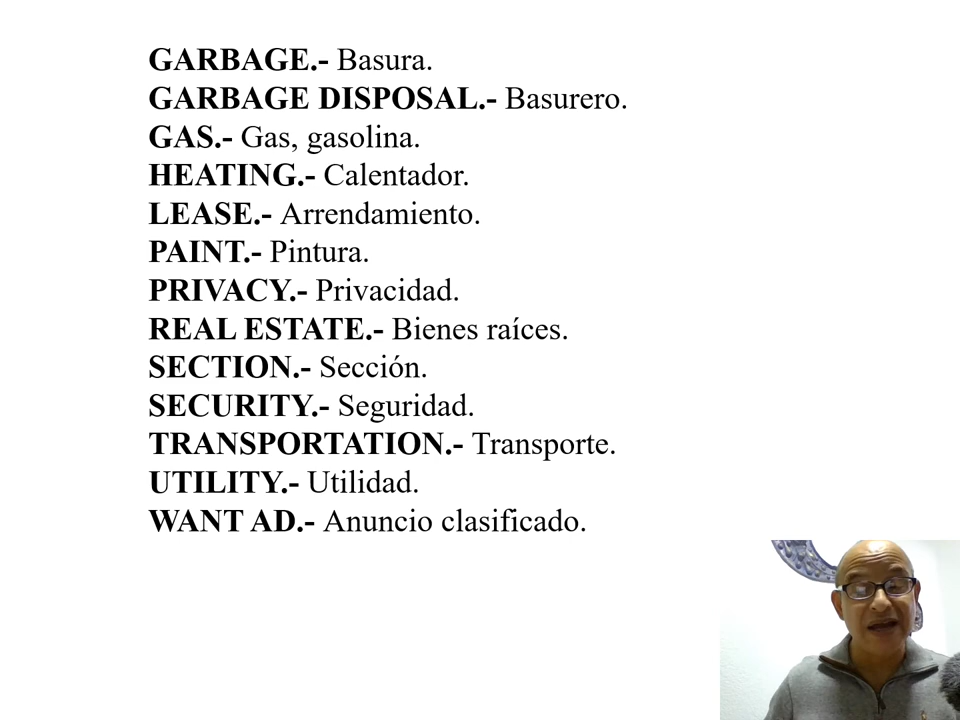 GARBAGE.- Basura.
GARBAGE DISPOSAL.- Basurero.
GAS.- Gas, gasolina.
HEATING.- Calentador.
LEASE.- Arrendamiento.
PAINT.- Pintura.
PRIVACY.- Privacidad.
REAL ESTATE.- Bienes raíces.
SECTION.- Sección.
SECURITY.- Seguridad.
TRANSPORTATION.- Transporte.
UTILITY.- Utilidad.
WANT AD.- Anuncio clasificado.